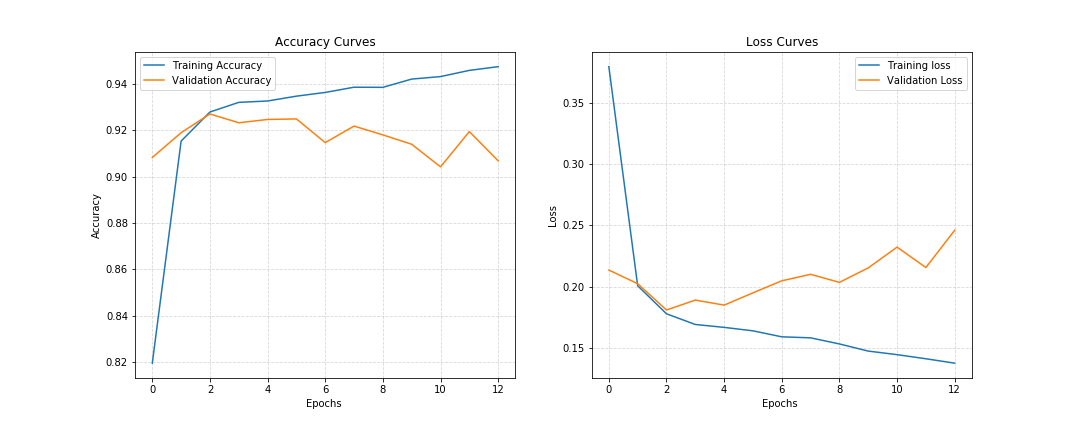 Accuracy Curves
Training Accuracy
Validation Accuracy
0.94
0.92
0.90
0.88
0.86
0.84
0.82
Accuracy
0 2 4 6 8 10 12
Epochs
Loss Curves
Training loss
Validation Loss
0.35
0.30
0.25
0.20
0.15
Loss
0 2 4 6 8 10 12
Epochs